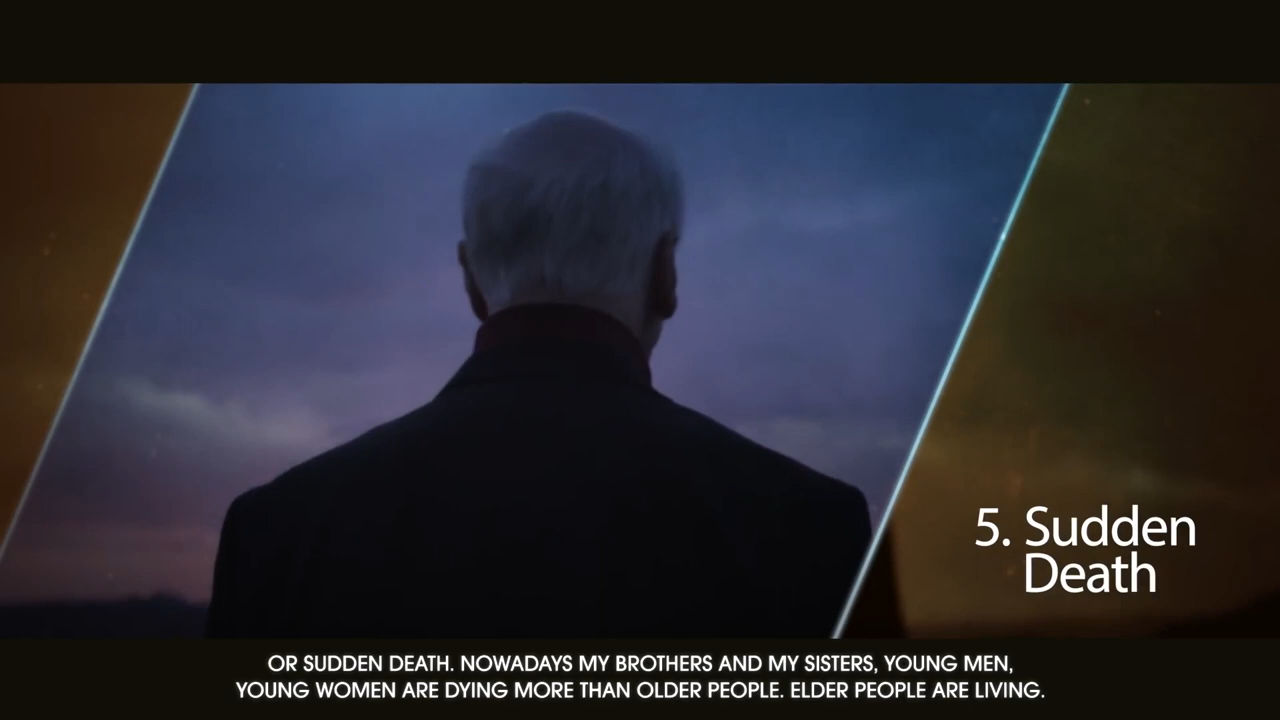 5. Sudden
Death
OR SUDDEN DEATH. NOWADAYS MY BROTHERS AND MY SISTERS, YOUNG MEN,
YOUNG WOMEN ARE DYING MORE THAN OLDER PEOPLE. ELDER PEOPLE ARE LIVING.